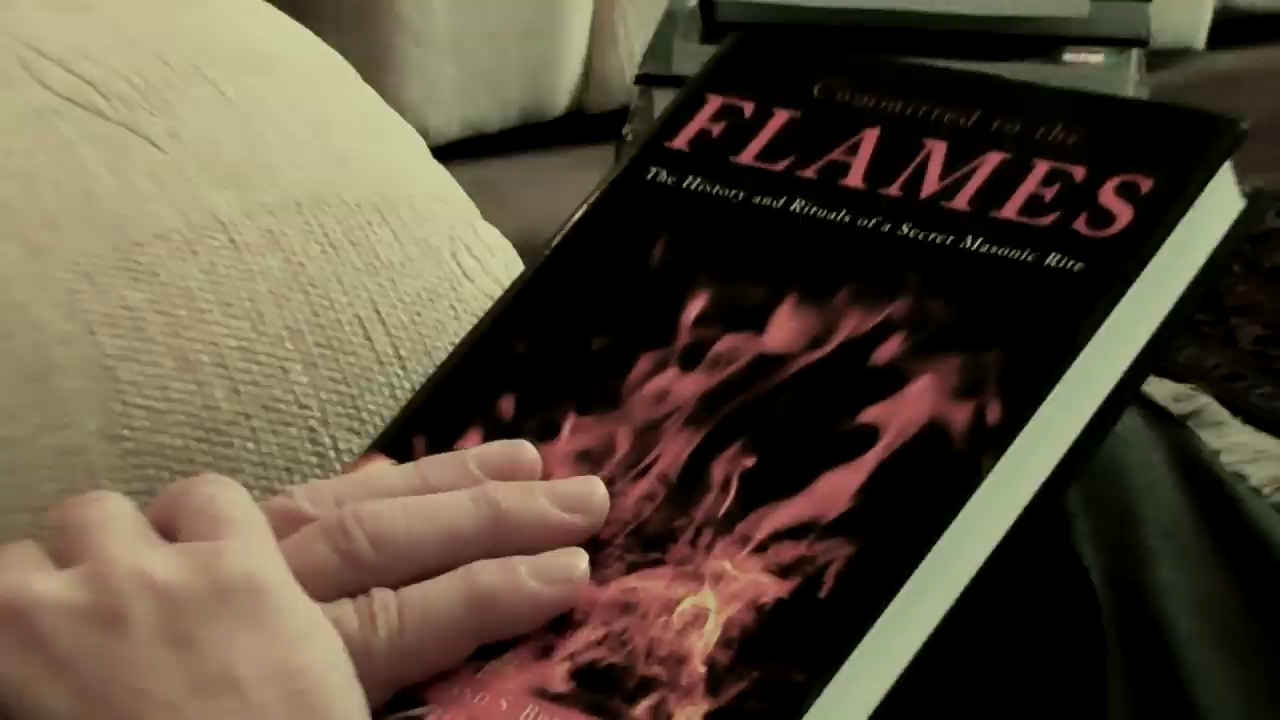 Committed to the
FLAMES
The History and Rituals of a Secret Masonic Rite